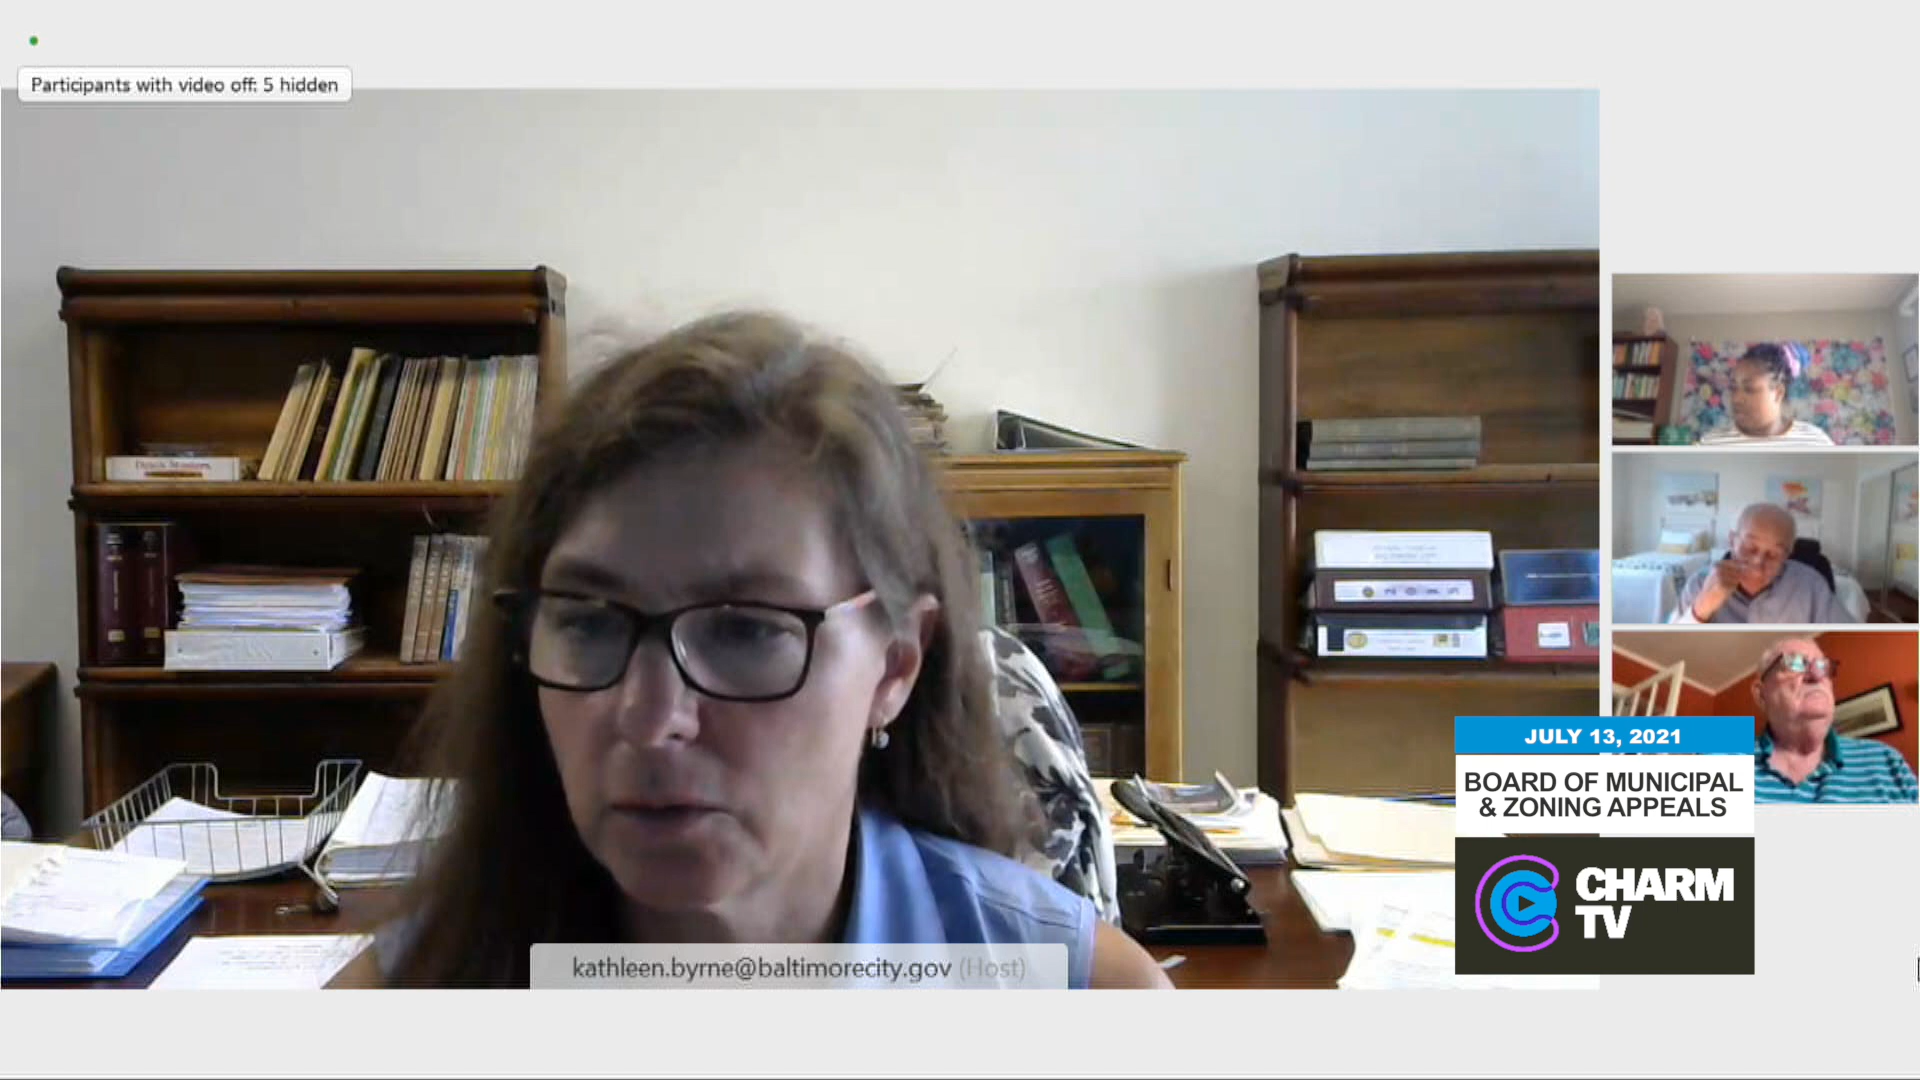 Participants with video off: 5 hidden
JULY 13, 2021
BOARD OF MUNICIPAL
& ZONING APPEALS
CHARM
TV
kathleen.byrne@baltimorecity.gov (Host)